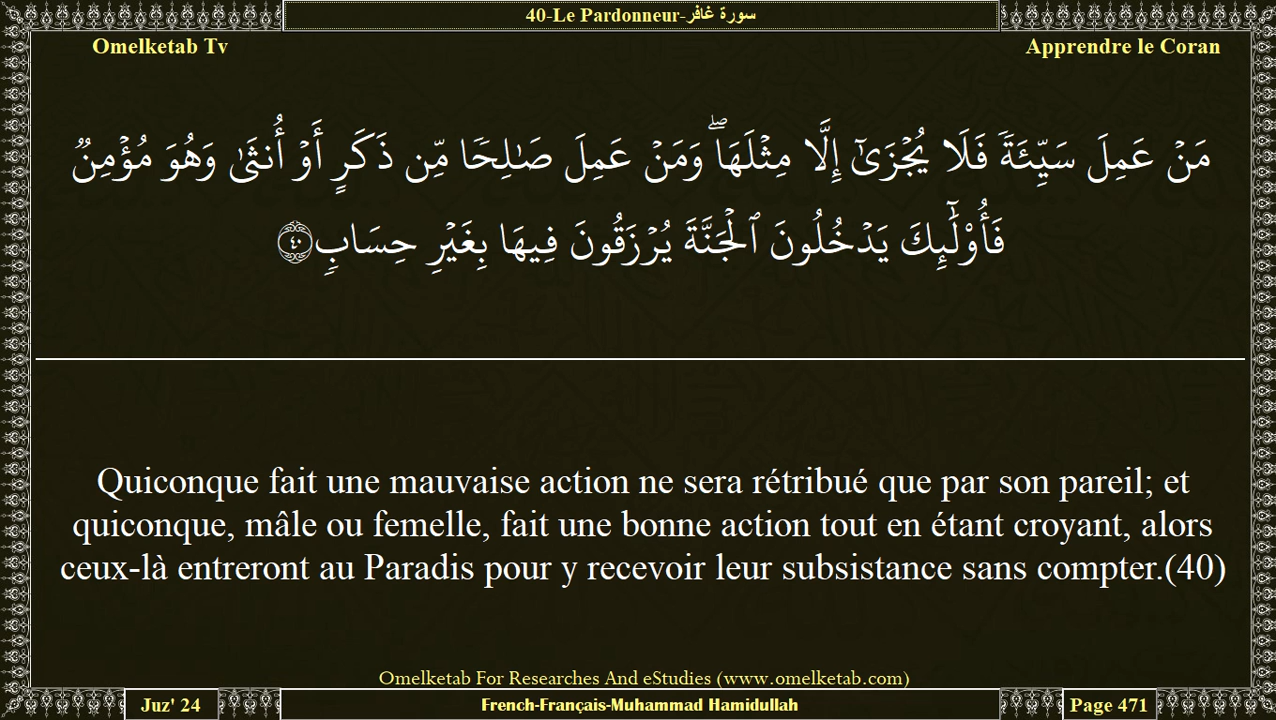 40-Le Pardonneur-سورة غافر
Omelketab Tv
Apprendre le Coran
مَنۡ عَمِلَ سَيِّئَةٗ فَلَا يُجۡزَىٰٓ إِلَّا مِثۡلَهَاۖ وَمَنۡ عَمِلَ صَٰلِحٗا مِّن ذَكَرٍ أَوۡ أُنثَىٰ وَهُوَ مُؤۡمِنٞ
فَأُوْلَٰٓئِكَ يَدۡخُلُونَ ٱلۡجَنَّةَ يُرۡزَقُونَ فِيهَا بِغَيۡرِ حِسَابٖ ٤٠
Quiconque fait une mauvaise action ne sera rétribué que par son pareil; et
quiconque, mâle ou femelle, fait une bonne action tout en étant croyant, alors
ceux-là entreront au Paradis pour y recevoir leur subsistance sans compter.(40)
Omelketab For Researches And eStudies (www.omelketab.com)
Juz' 24
French-Français-Muhammad Hamidullah
Page 471